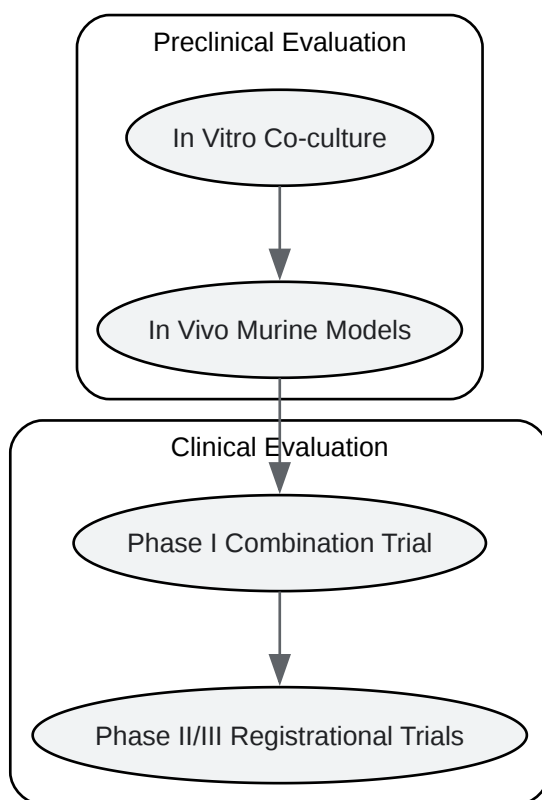 Preclinical Evaluation
In Vitro Co-culture
In Vivo Murine Models
Clinical Evaluation
Phase I Combination Trial
Phase II/III Registrational Trials